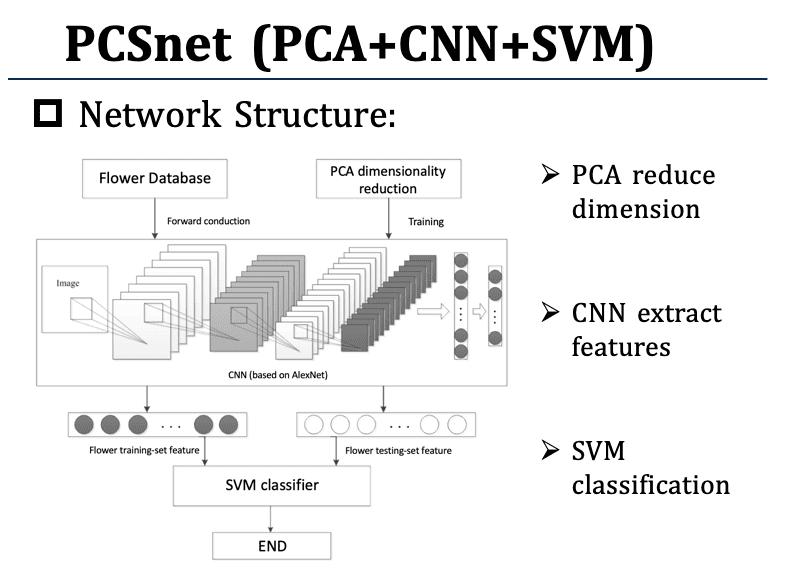 PCSnet (PCA+CNN+SVM)
Network Structure:
Flower Database
PCA dimensionality
reduction
Forward conduction
Training
Image
CNN (based on AlexNet)
Flower training-set feature
Flower testing-set feature
SVM classifier
END
PCA reduce
dimension
CNN extract
features
SVM
classification